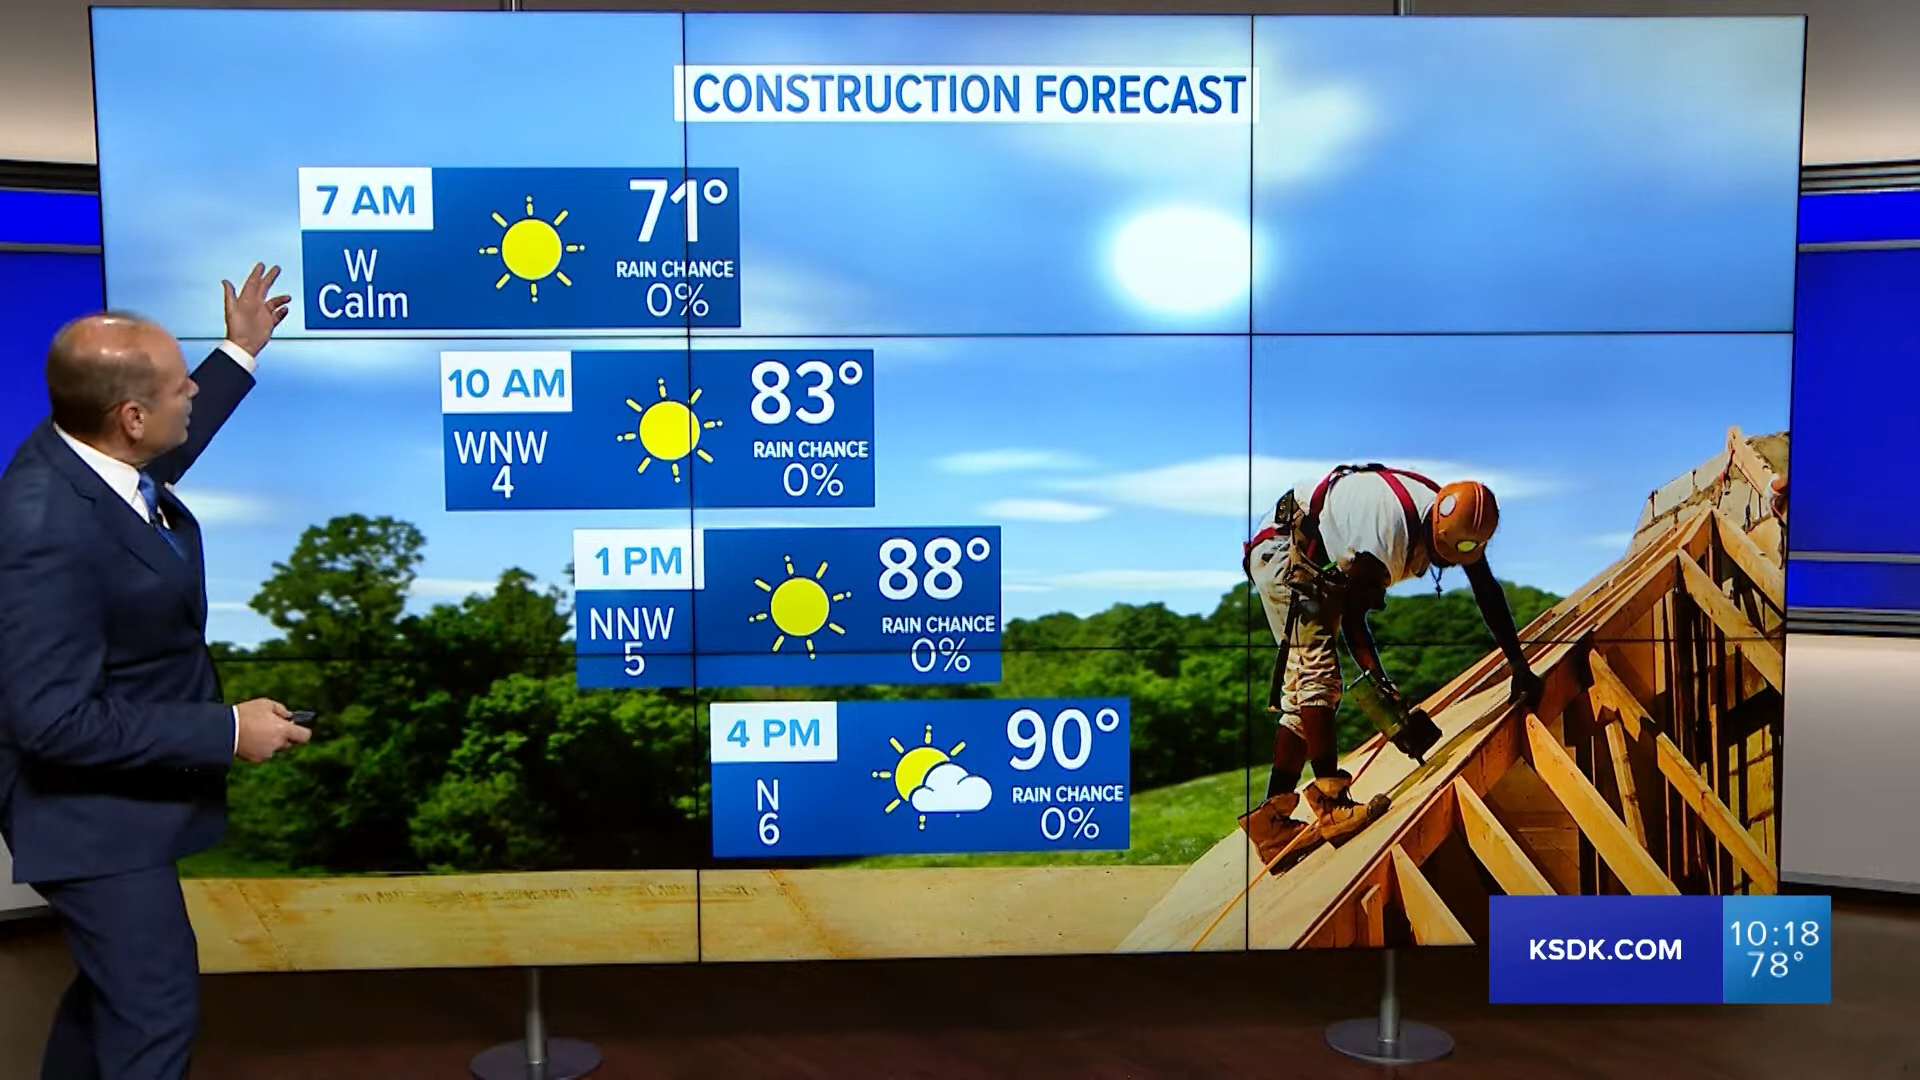 CONSTRUCTION FORECAST
7 AM
W
Calm
71°
RAIN CHANCE
0%
10 AM
WNW
4
83°
RAIN CHANCE
0%
1 PM
NNW
5
88°
RAIN CHANCE
0%
4 PM
N
6
90°
RAIN CHANCE
0%
KSDK.COM
10:18
78°